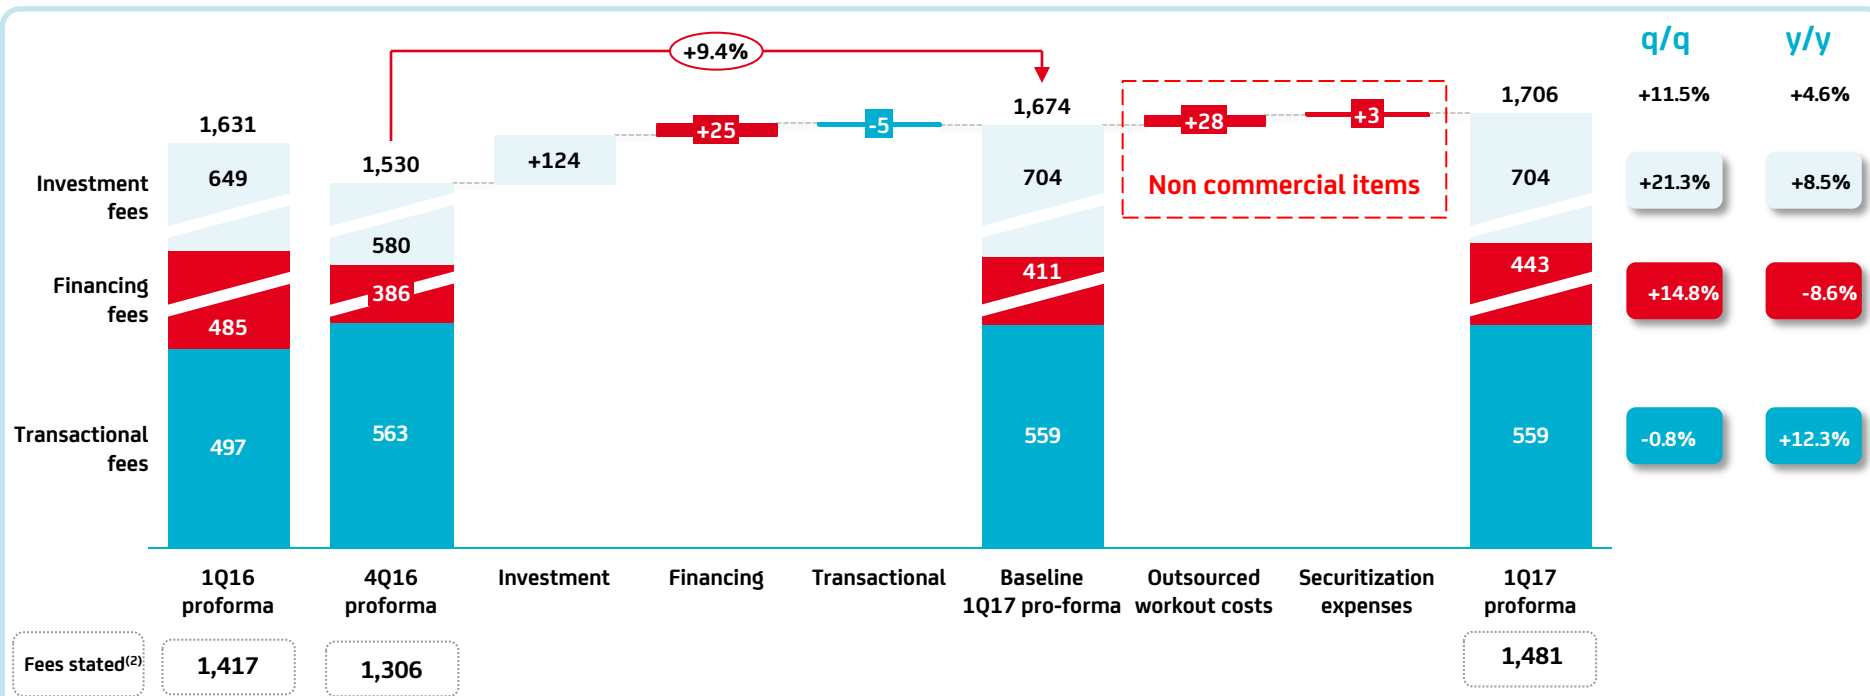 q/q y/y
+9.4%
+11.5% +4.6%
1,631 1,530 +25 -5 1,674 +28 +3 1,706
Investment
fees
649 580 +124 704 704 +21.3% +8.5%
Non commercial items
Financing
fees
485 386 411 443 +14.8% -8.6%
Transactional
fees
497 563 559 559 -0.8% +12.3%
1Q16
proforma
4Q16
proforma
Investment
Financing
Transactional
Baseline
1Q17 pro-forma
Outsourced
workout costs
Securitization
expenses
1Q17
proforma
Fees stated(2) 1,417 1,306 1,481